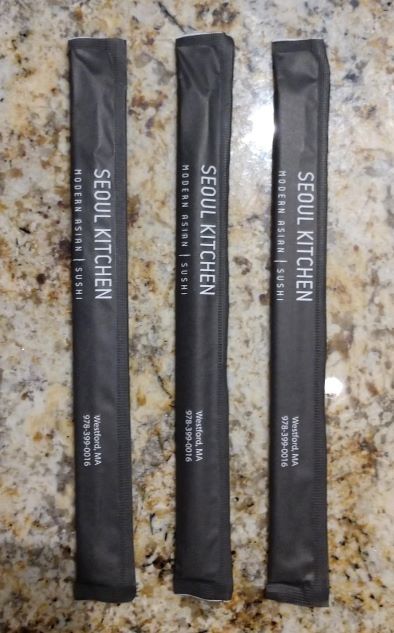 SEOUL KITCHEN
MODERN ASIAN | SUSHI
Westford, MA
978-399-0016
SEOUL KITCHEN
MODERN ASIAN | SUSHI
Westford, MA
978-399-0016
SEOUL KITCHEN
MODERN ASIAN | SUSHI
Westford, MA
978-399-0016